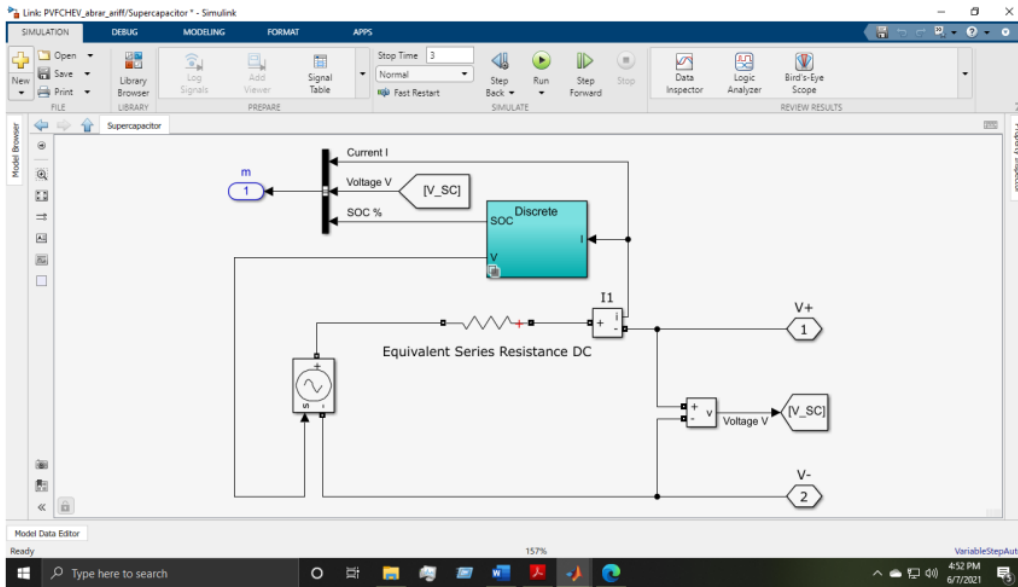 Link: PVFCHEV_abrar_ariff/Supercapacitor * - Simulink
SIMULATION DEBUG MODELING FORMAT APPS
New
Open
Save
Print
FILE
Library Browser
LIBRARY
Log Signals
Add Viewer
Signal Table
PREPARE
Stop Time 3
Normal
Fast Restart
Step Back
Run
Step Forward
Stop
SIMULATE
Data Inspector
Logic Analyzer
Bird's-Eye Scope
REVIEW RESULTS
Model Browser
Supercapacitor
Property Inspector
Current I
m
1
Voltage V
[V_SC]
SOC %
Discrete
SOC
I
V
I1
+
i
-
V+
1
Equivalent Series Resistance DC
+
s
-
+
-
v
Voltage V
[V_SC]
V-
2
Model Data Editor
Ready
157%
VariableStepAut
Type here to search
4:52 PM
6/7/2021